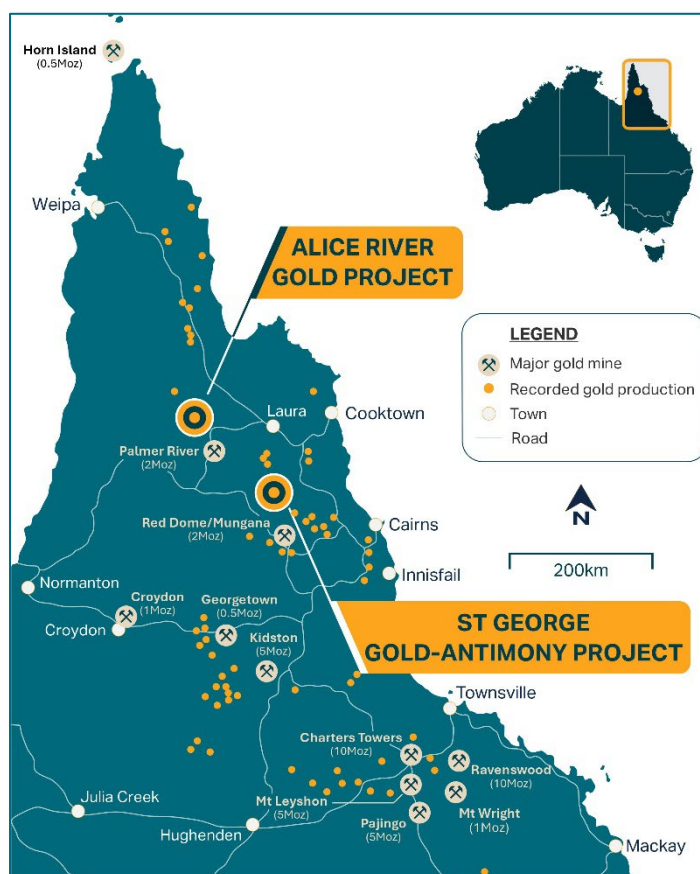 Horn Island
(0.5Moz)
Weipa
ALICE RIVER
GOLD PROJECT
LEGEND
Major gold mine
Recorded gold production
Town
Road
Laura
Cooktown
Palmer River
(2Moz)
N
Red Dome/Mungana
(2Moz)
Cairns
200km
Innisfail
Normanton
Croydon
(1Moz)
Georgetown
(0.5Moz)
Croydon
Kidston
(5Moz)
ST GEORGE
GOLD-ANTIMONY PROJECT
Townsville
Charters Towers
(10Moz)
Ravenswood
(10Moz)
Mt Leyshon
(5Moz)
Mt Wright
(1Moz)
Pajingo
(5Moz)
Julia Creek
Hughenden
Mackay